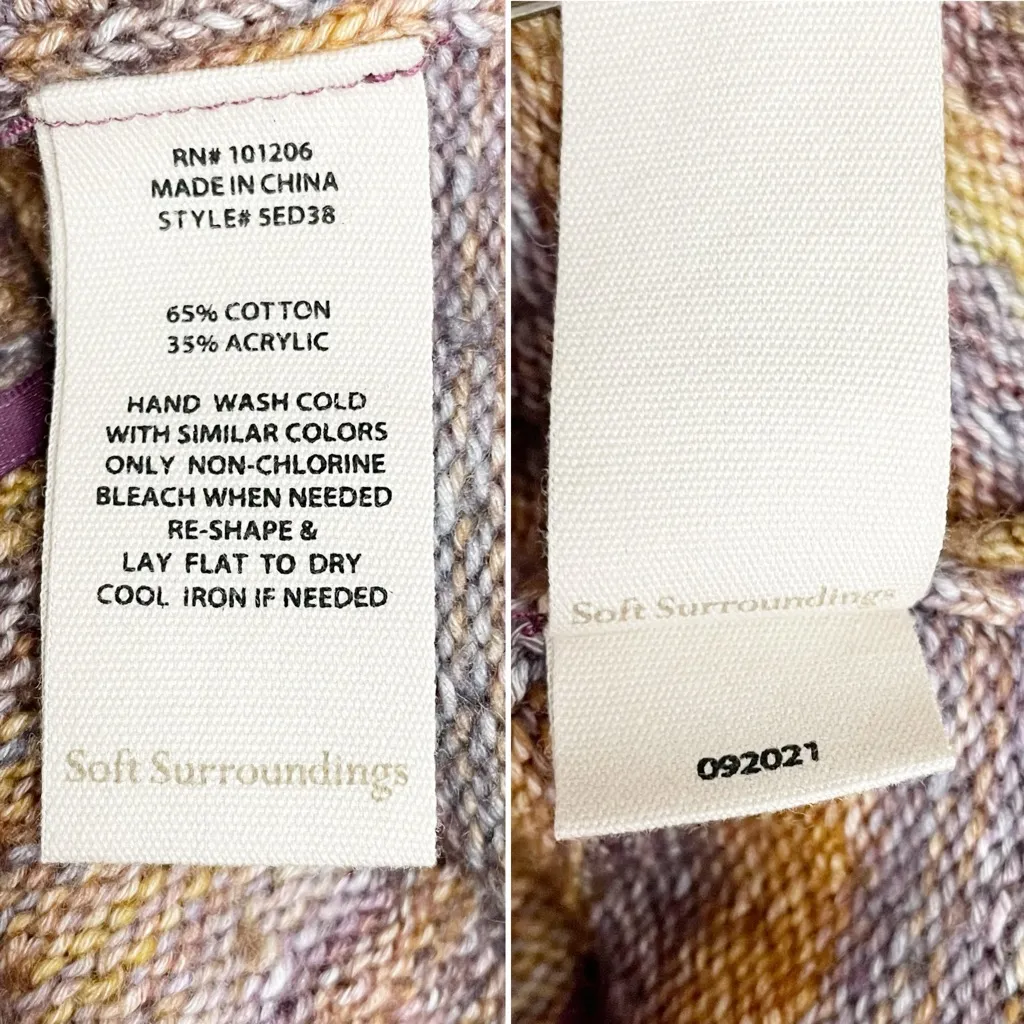 RN# 101206
MADE IN CHINA
STYLE# 5ED38
65% COTTON
35% ACRYLIC
HAND WASH COLD
WITH SIMILAR COLORS
ONLY NON-CHLORINE
BLEACH WHEN NEEDED
RE-SHAPE &
LAY FLAT TO DRY
COOL IRON IF NEEDED
Soft Surroundings
Soft Surroundings
092021